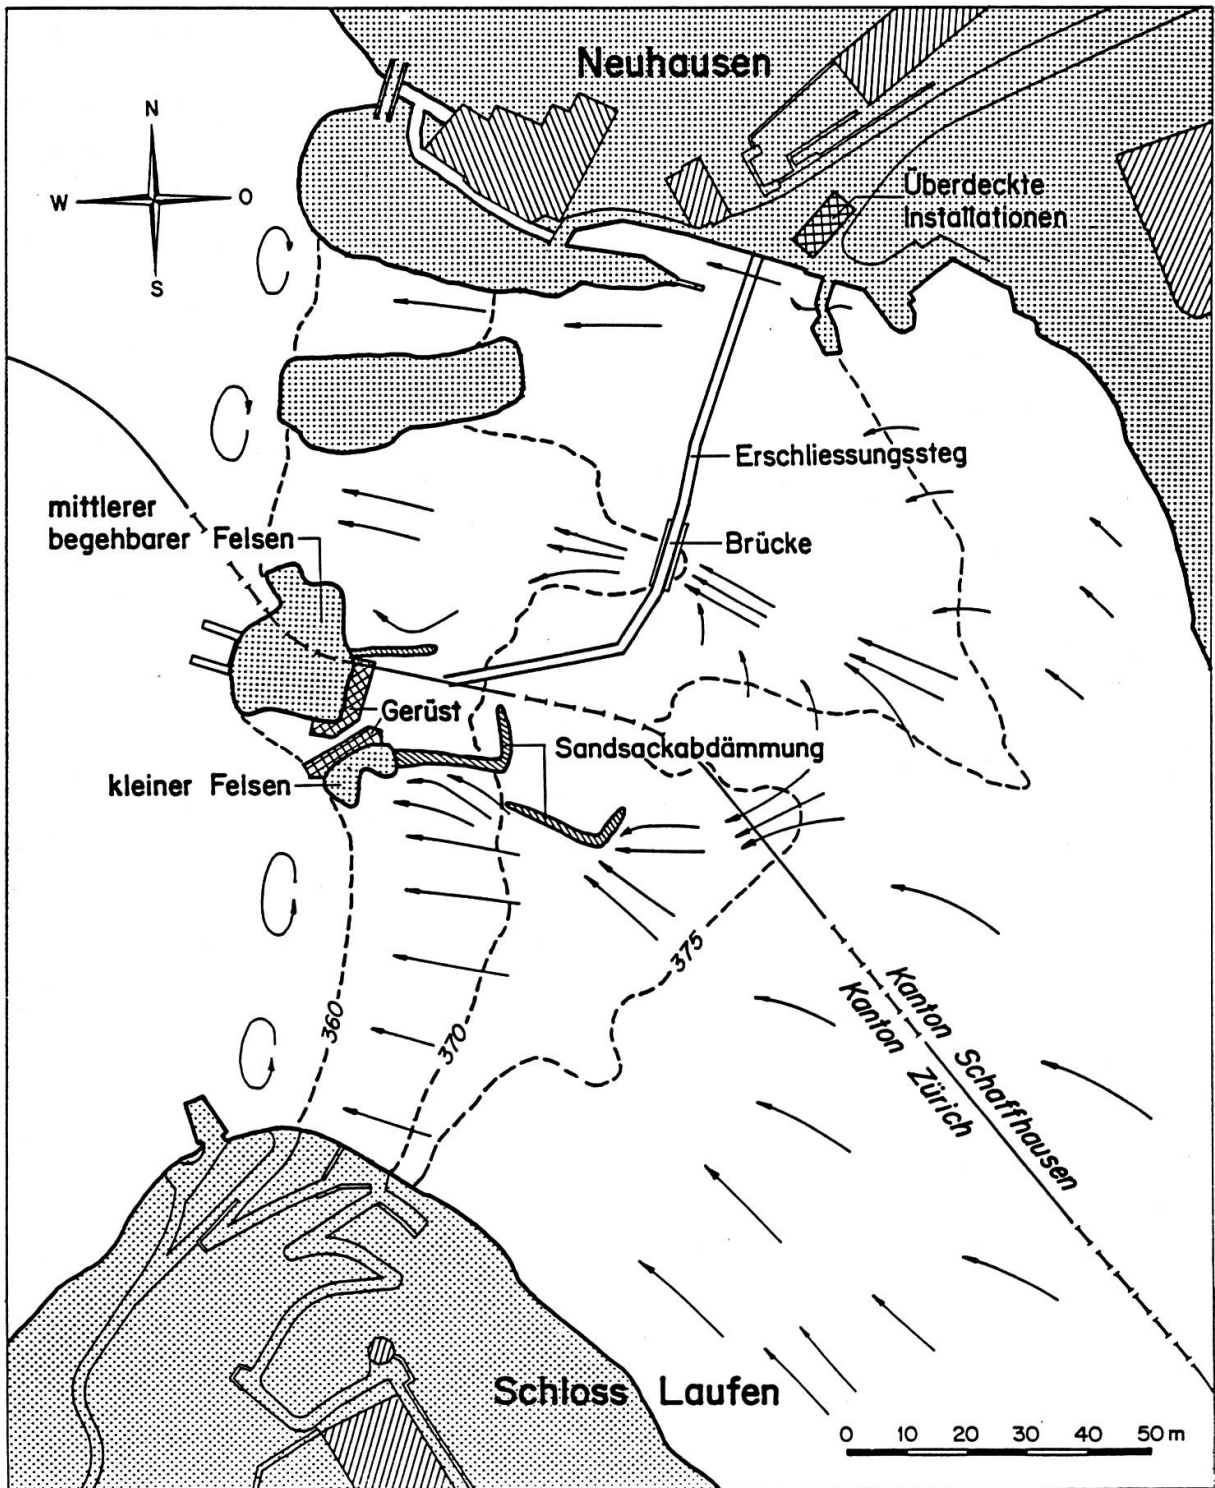 Neuhausen
N
W
O
S
Überdeckte
Installationen
Erschliessungssteg
mittlerer
begehbarer Felsen
Brücke
Gerüst
Sandsackabdämmung
kleiner Felsen
375
360
370
Kanton Schaffhausen
Kanton Zürich
Schloss Laufen
0 10 20 30 40 50 m